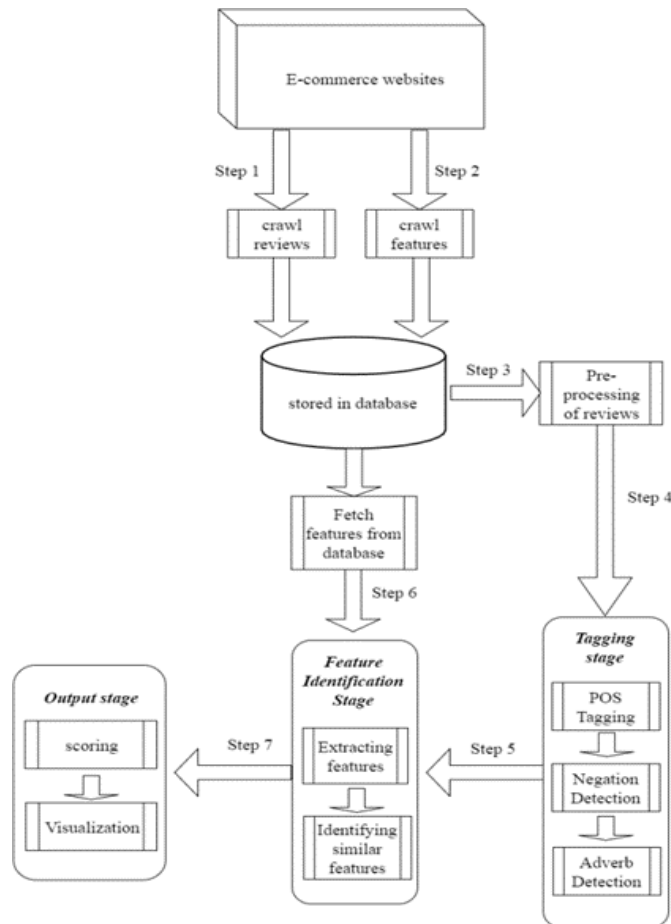 E-commerce websites
Step 1
Step 2
crawl
reviews
crawl
features
stored in database
Step 3
Pre-
processing
of reviews
Step 4
Fetch
features from
database
Step 6
Tagging
stage
POS
Tagging
Negation
Detection
Adverb
Detection
Step 5
Feature
Identification
Stage
Extracting
features
Identifying
similar
features
Step 7
Output stage
scoring
Visualization